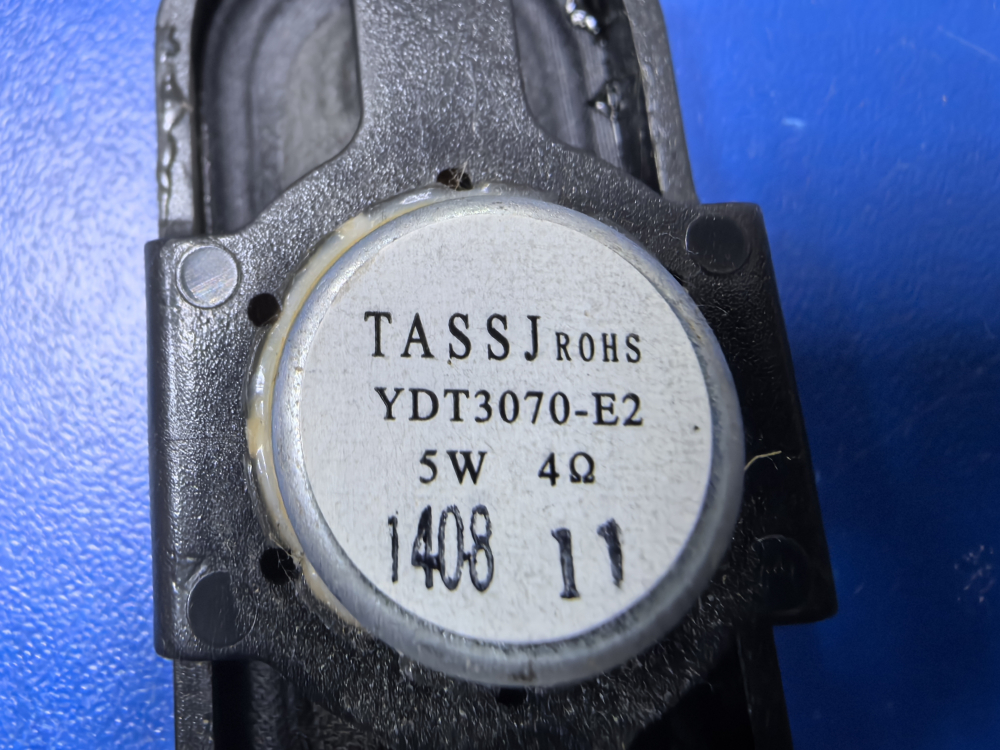 TASSJ ROHS
YDT3070-E2
5W 4Ω
1408 11